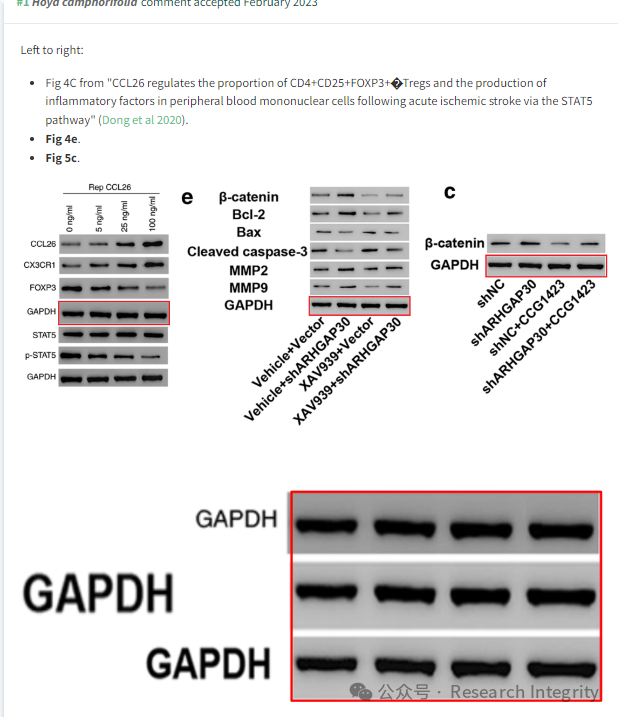 #1 Hoya camphorifolia comment accepted February 2023
Left to right:
• Fig 4C from "CCL26 regulates the proportion of CD4+CD25+FOXP3+�Tregs and the production of
inflammatory factors in peripheral blood mononuclear cells following acute ischemic stroke via the STAT5
pathway" (Dong et al 2020).
• Fig 4e.
• Fig 5c.
Rep CCL26
0 ng/ml
5 ng/ml
25 ng/ml
100 ng/ml
CCL26
CX3CR1
FOXP3
GAPDH
STAT5
p-STAT5
GAPDH
e
β-catenin
Bcl-2
Bax
Cleaved caspase-3
MMP2
MMP9
GAPDH
Vehicle+Vector
Vehicle+shARHGAP30
XAV939+Vector
XAV939+shARHGAP30
c
β-catenin
GAPDH
shNC
shARHGAP30
shNC+CCG1423
shARHGAP30+CCG1423
GAPDH
GAPDH
GAPDH
公众号 · Research Integrity